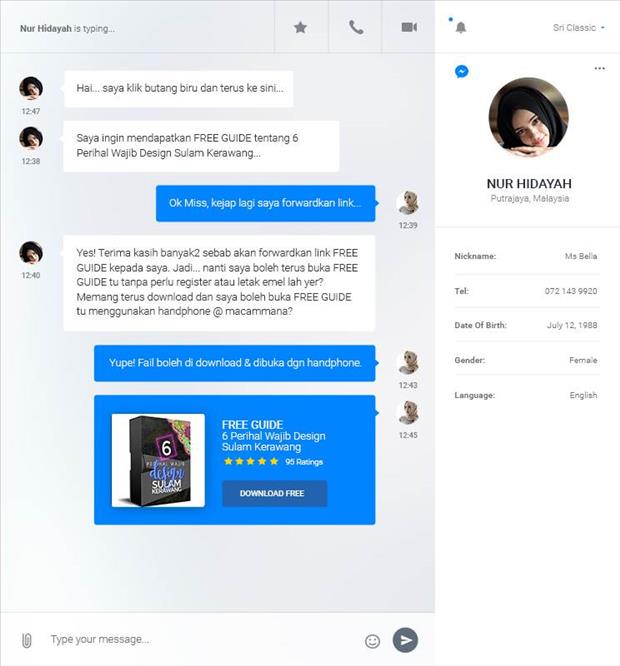 Nur Hidayah is typing...
Sri Classic
Hai... saya klik butang biru dan terus ke sini...
12:47
Saya ingin mendapatkan FREE GUIDE tentang 6
Perihal Wajib Design Sulam Kerawang...
12:38
Ok Miss, kejap lagi saya forwardkan link...
12:39
Yes! Terima kasih banyak2 sebab akan forwardkan link FREE
GUIDE kepada saya. Jadi... nanti saya boleh terus buka FREE
GUIDE tu tanpa perlu register atau letak emel lah yer?
Memang terus download dan saya boleh buka FREE GUIDE
tu menggunakan handphone @ macammana?
12:40
Yupe! Fail boleh di download & dibuka dgn handphone.
12:43
6
PERIHAL WAJIB
design
SULAM
KERAWANG
FREE GUIDE
6 Perihal Wajib Design
Sulam Kerawang
95 Ratings
DOWNLOAD FREE
12:45
Type your message...
NUR HIDAYAH
Putrajaya, Malaysia
Nickname: Ms Bella
Tel: 072 143 9920
Date Of Birth: July 12, 1988
Gender: Female
Language: English